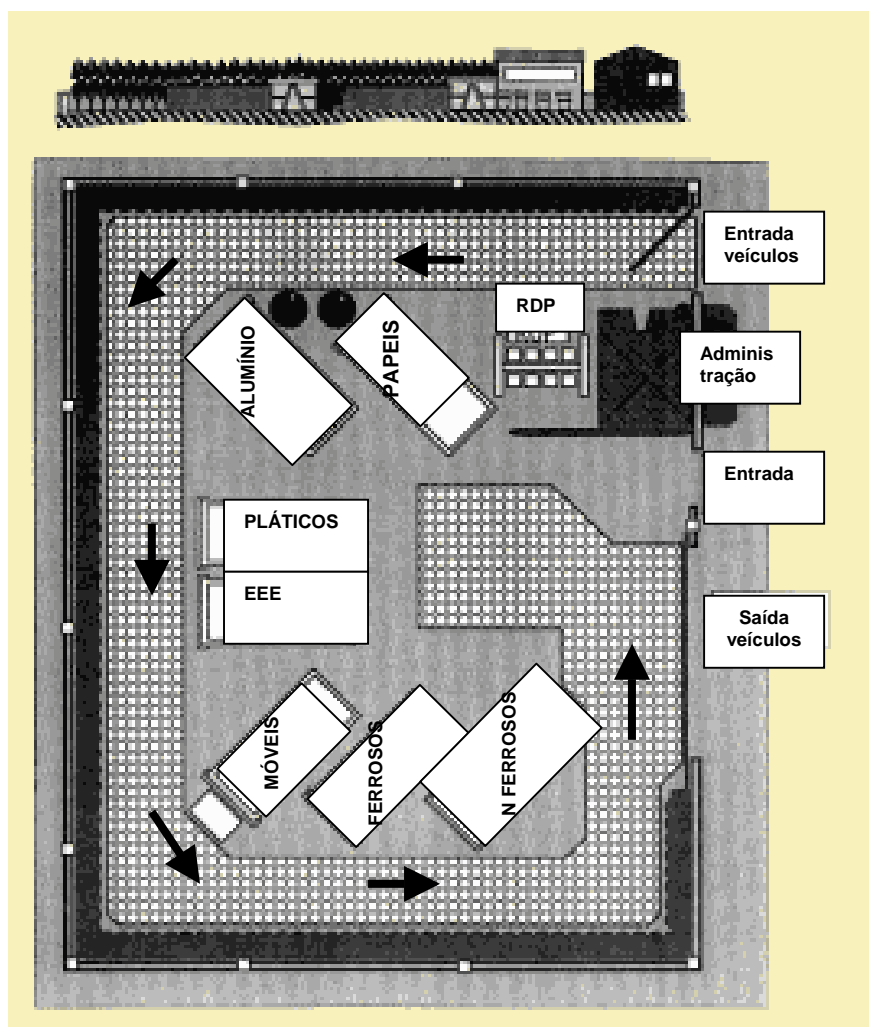 Entrada
veículos
RDP
Adminis
tração
ALUMÍNIO
PAPEIS
Entrada
PLÁTICOS
EEE
Saída
veículos
MÓVEIS
FERROSOS
N FERROSOS